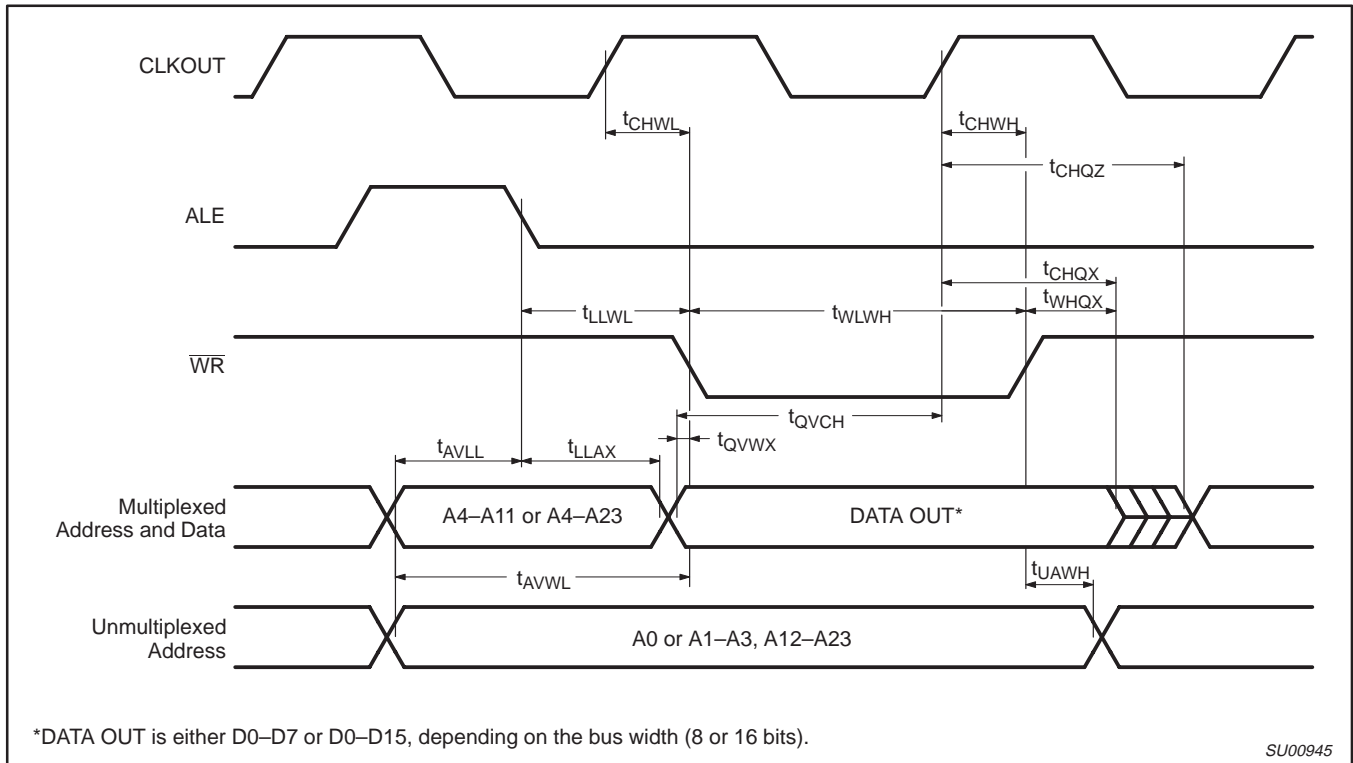 CLKOUT
tCHWL
tCHWH
tCHQZ
ALE
tCHQX
tLLWL
tWLWH
tWHQX
WR
tQVCH
tAVLL
tLLAX
tQVWX
Multiplexed
Address and Data
A4–A11 or A4–A23
DATA OUT*
tAVWL
tUAWH
Unmultiplexed
Address
A0 or A1–A3, A12–A23
*DATA OUT is either D0–D7 or D0–D15, depending on the bus width (8 or 16 bits).
SU00945